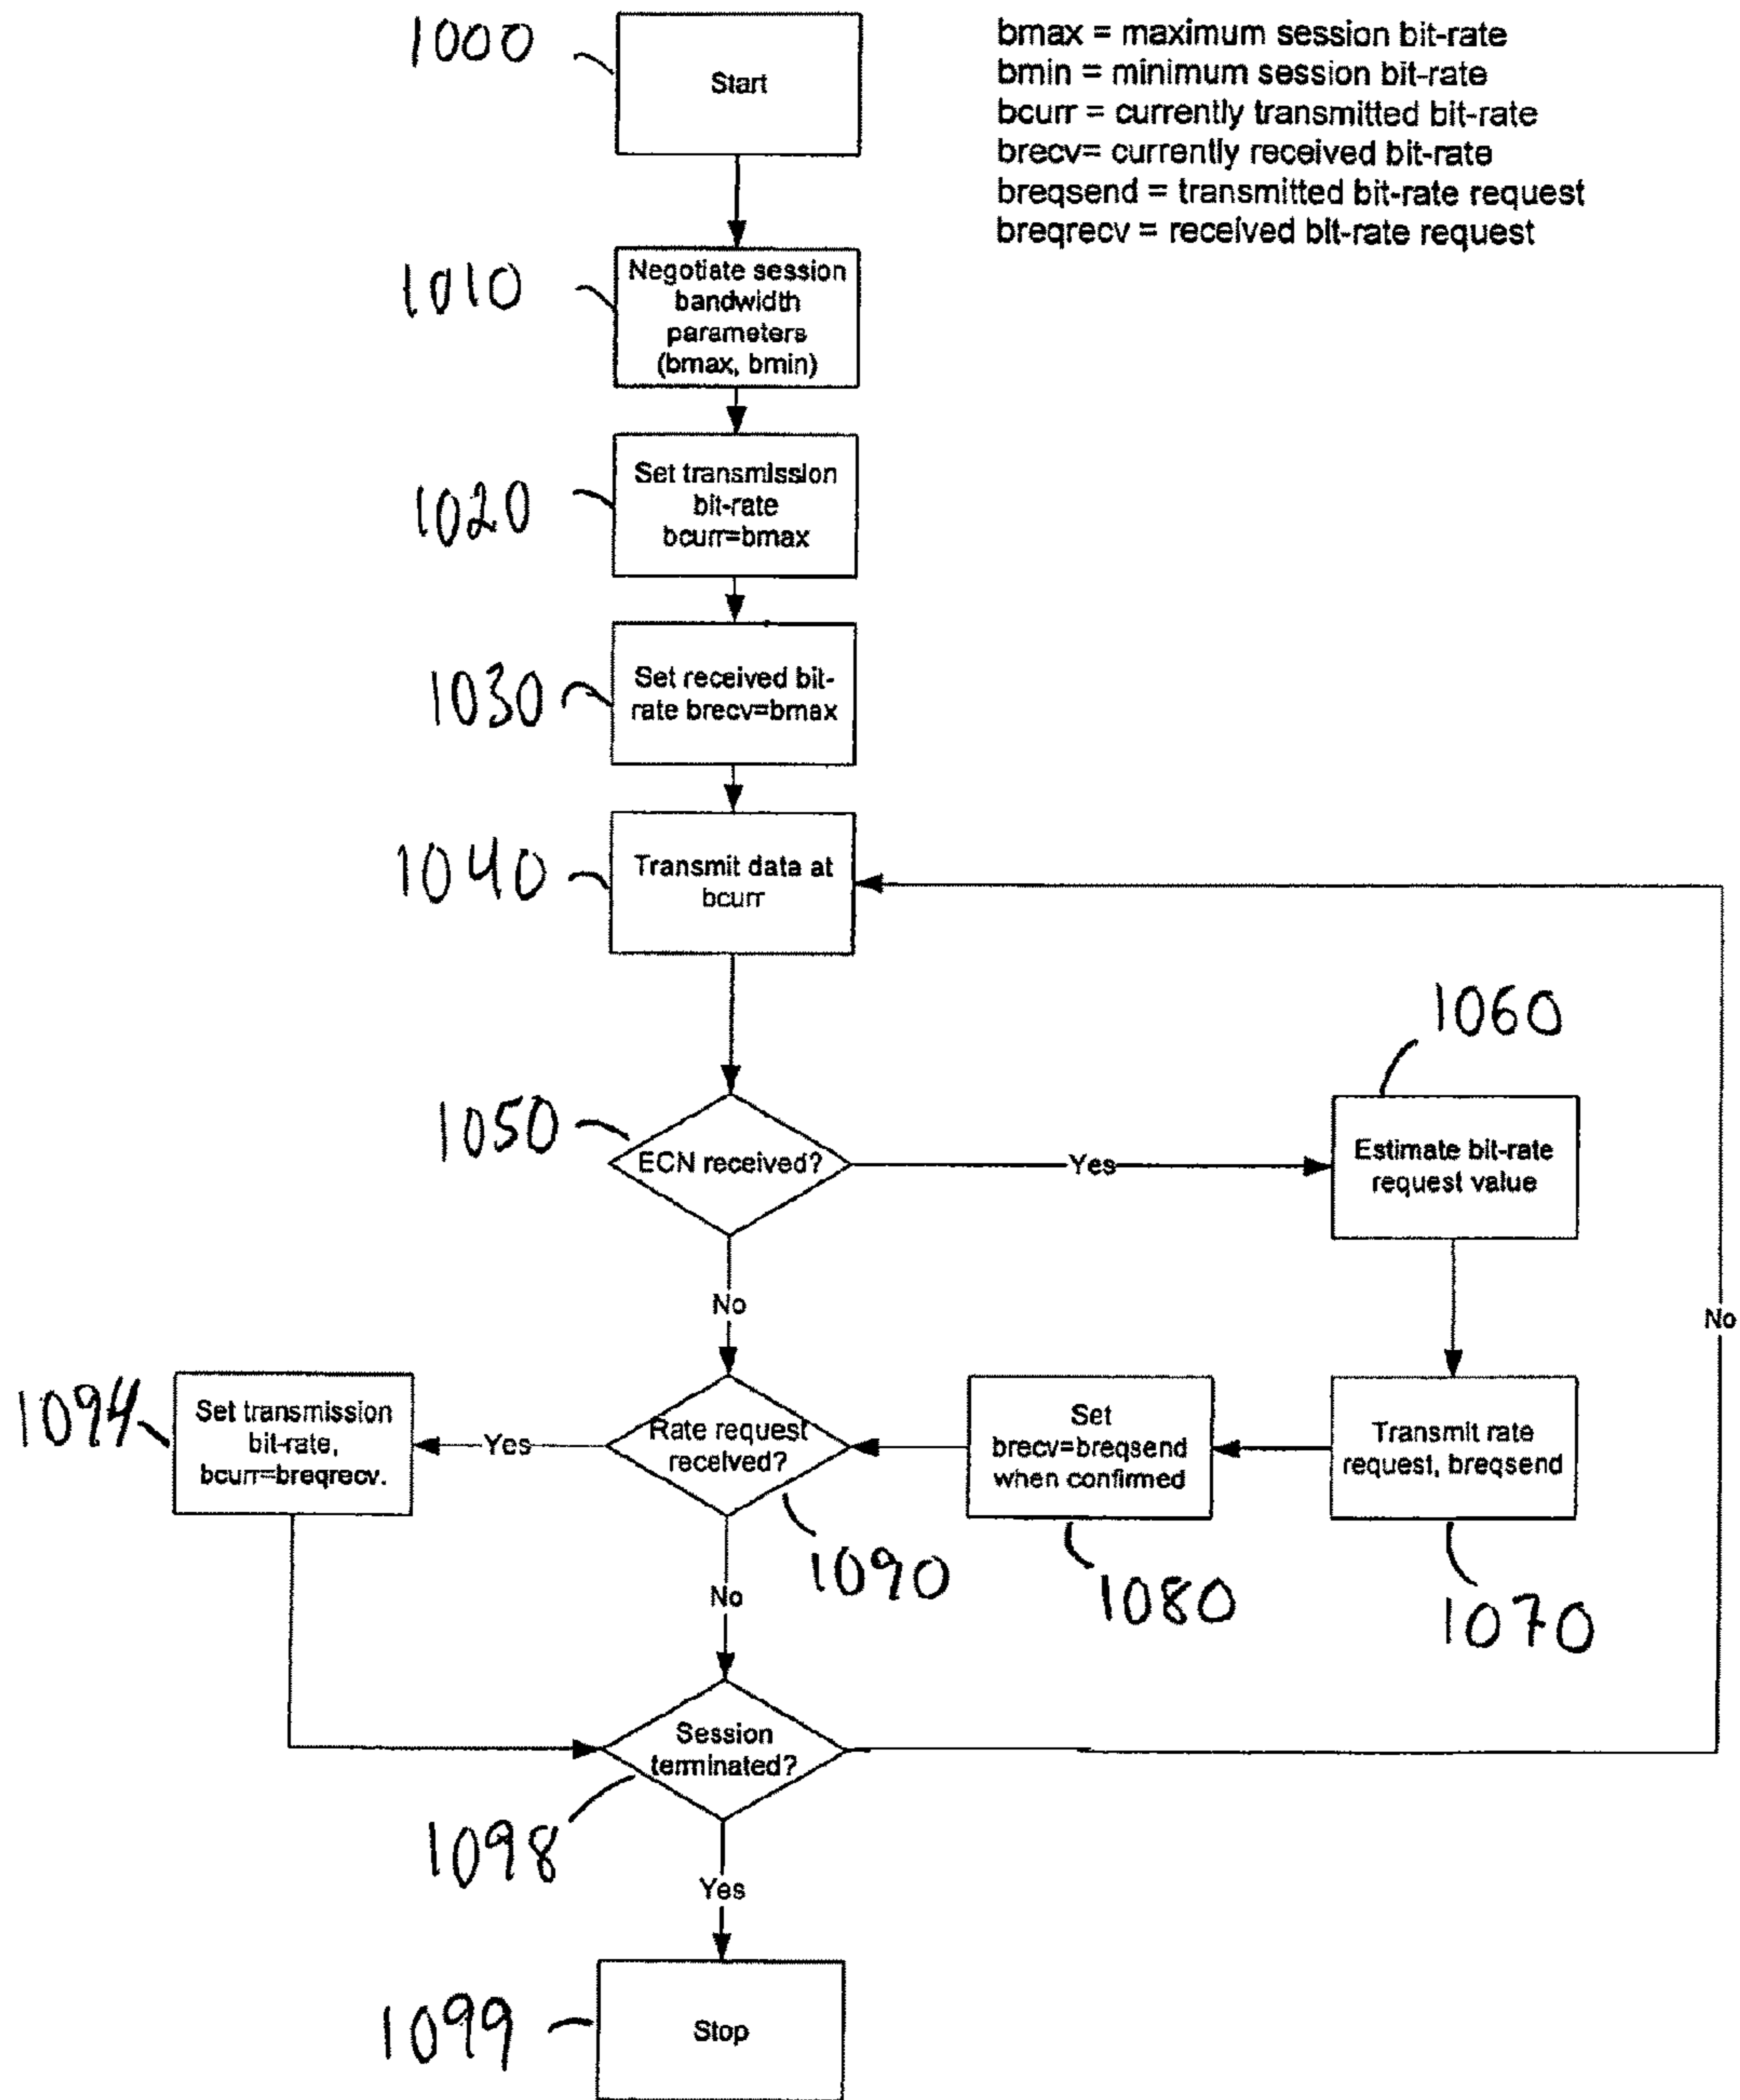 1000
Start
bmax = maximum session bit-rate
bmin = minimum session bit-rate
bcurr = currently transmitted bit-rate
brecv= currently received bit-rate
breqsend = transmitted bit-rate request
breqrecv = received bit-rate request
1010
Negotiate session
bandwidth
parameters
(bmax, bmin)
1020
Set transmission
bit-rate
bcurr=bmax
1030
Set received bit-
rate brecv=bmax
1040
Transmit data at
bcurr
1050
ECN received?
Yes
1060
Estimate bit-rate
request value
No
No
1094
Set transmission
bit-rate,
bcurr=breqrecv.
Yes
Rate request
received?
1090
Set
brecv=breqsend
when confirmed
1080
Transmit rate
request, breqsend
1070
No
Session
terminated?
1098
Yes
1099
Stop